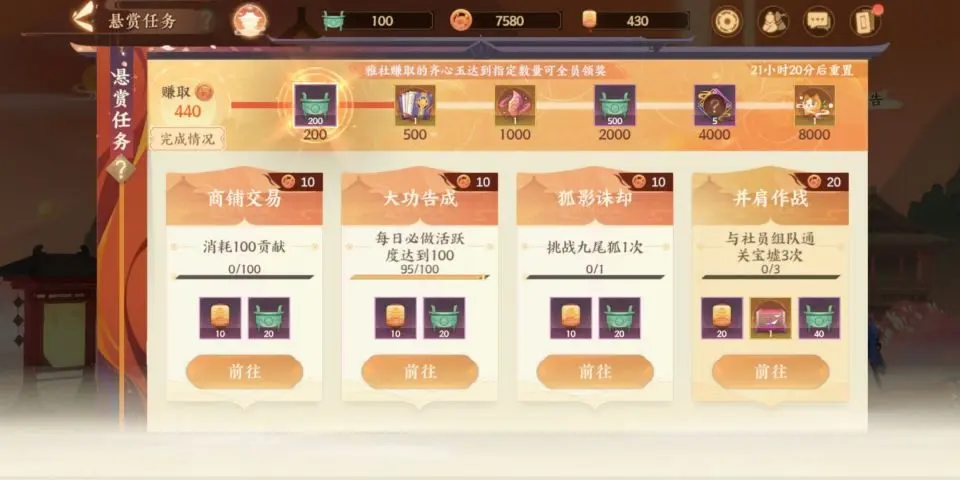 悬赏任务
100
7580
430
雅社赚取的齐心玉达到指定数量可全员领奖
21小时20分后重置
悬赏任务
?
赚取
440
完成情况
200
1
1
500
5
200
500
1000
2000
4000
8000
告
10
商铺交易
消耗100贡献
0/100
10
20
前往
10
大功告成
每日必做活跃
度达到100
95/100
10
20
前往
10
狐影诛却
挑战九尾狐1次
0/1
10
20
前往
20
并肩作战
与社员组队通
关宝墟3次
0/3
20
1
40
前往